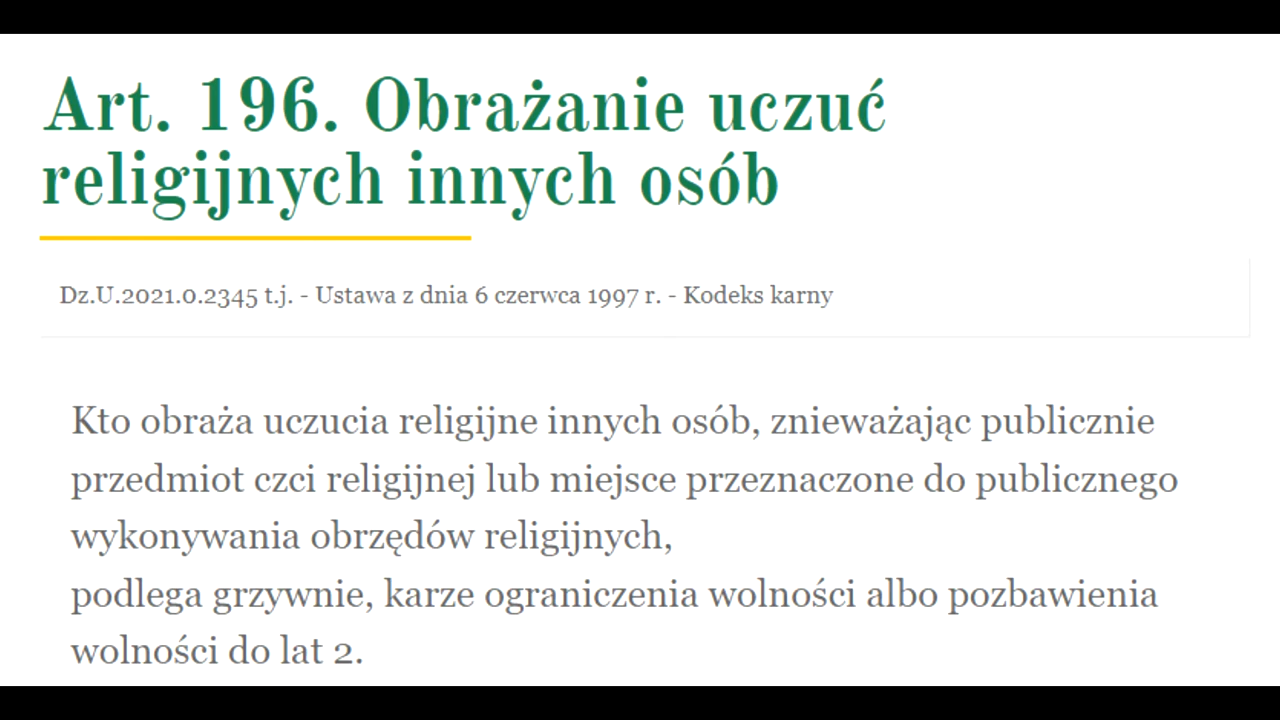 Art. 196. Obrażanie uczuć
religijnych innych osób
Dz.U.2021.0.2345 t.j. - Ustawa z dnia 6 czerwca 1997 r. - Kodeks karny
Kto obraża uczucia religijne innych osób, znieważając publicznie
przedmiot czci religijnej lub miejsce przeznaczone do publicznego
wykonywania obrzędów religijnych,
podlega grzywnie, karze ograniczenia wolności albo pozbawienia
wolności do lat 2.